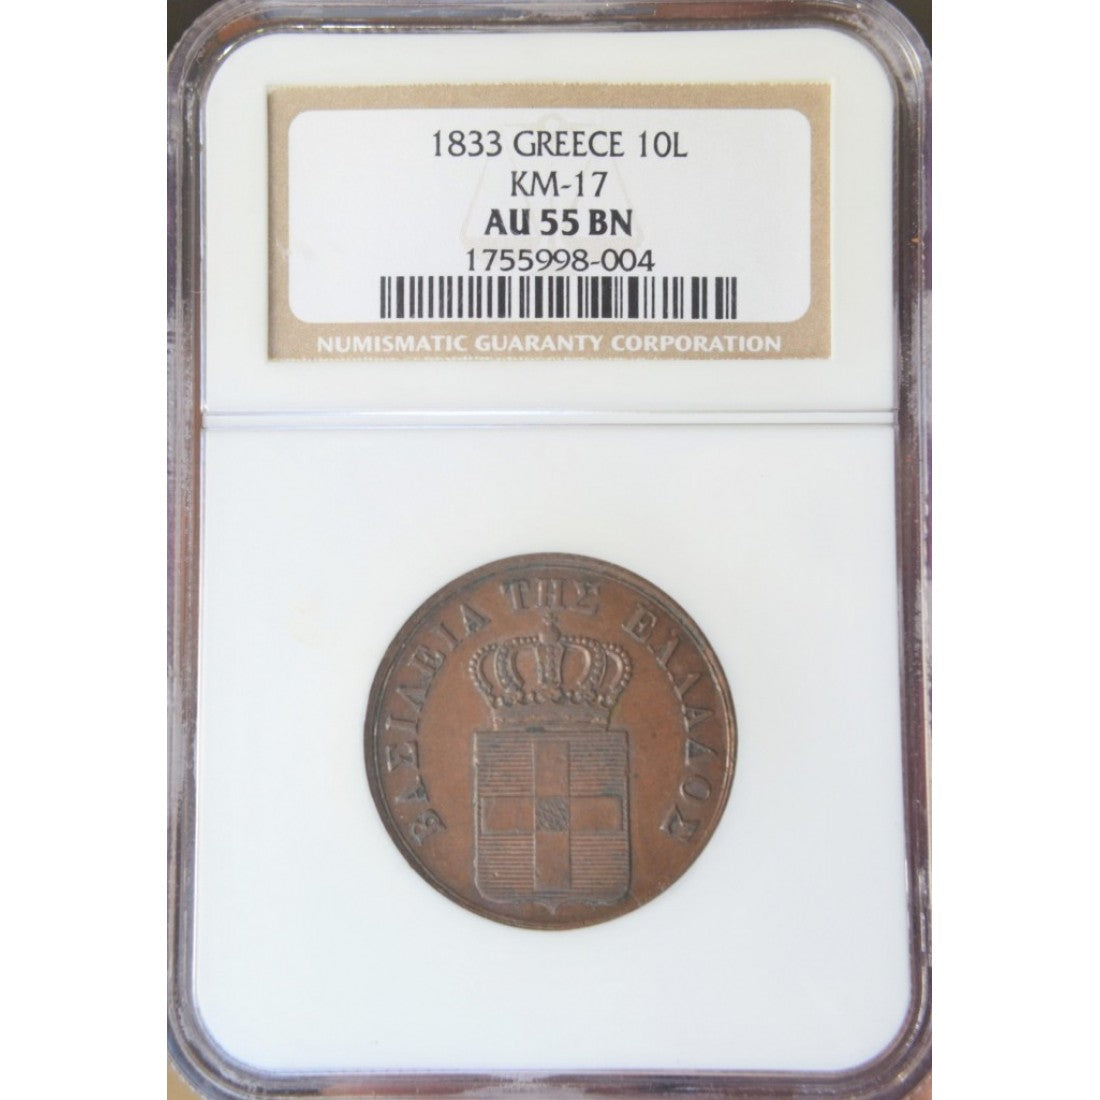 1833 GREECE 10L
KM-17
AU 55 BN
1755998-004
NUMISMATIC GUARANTY CORPORATION
ΒΑΣΙΛΕΙΑ ΤΗΣ ΕΛΛΑΔΟΣ